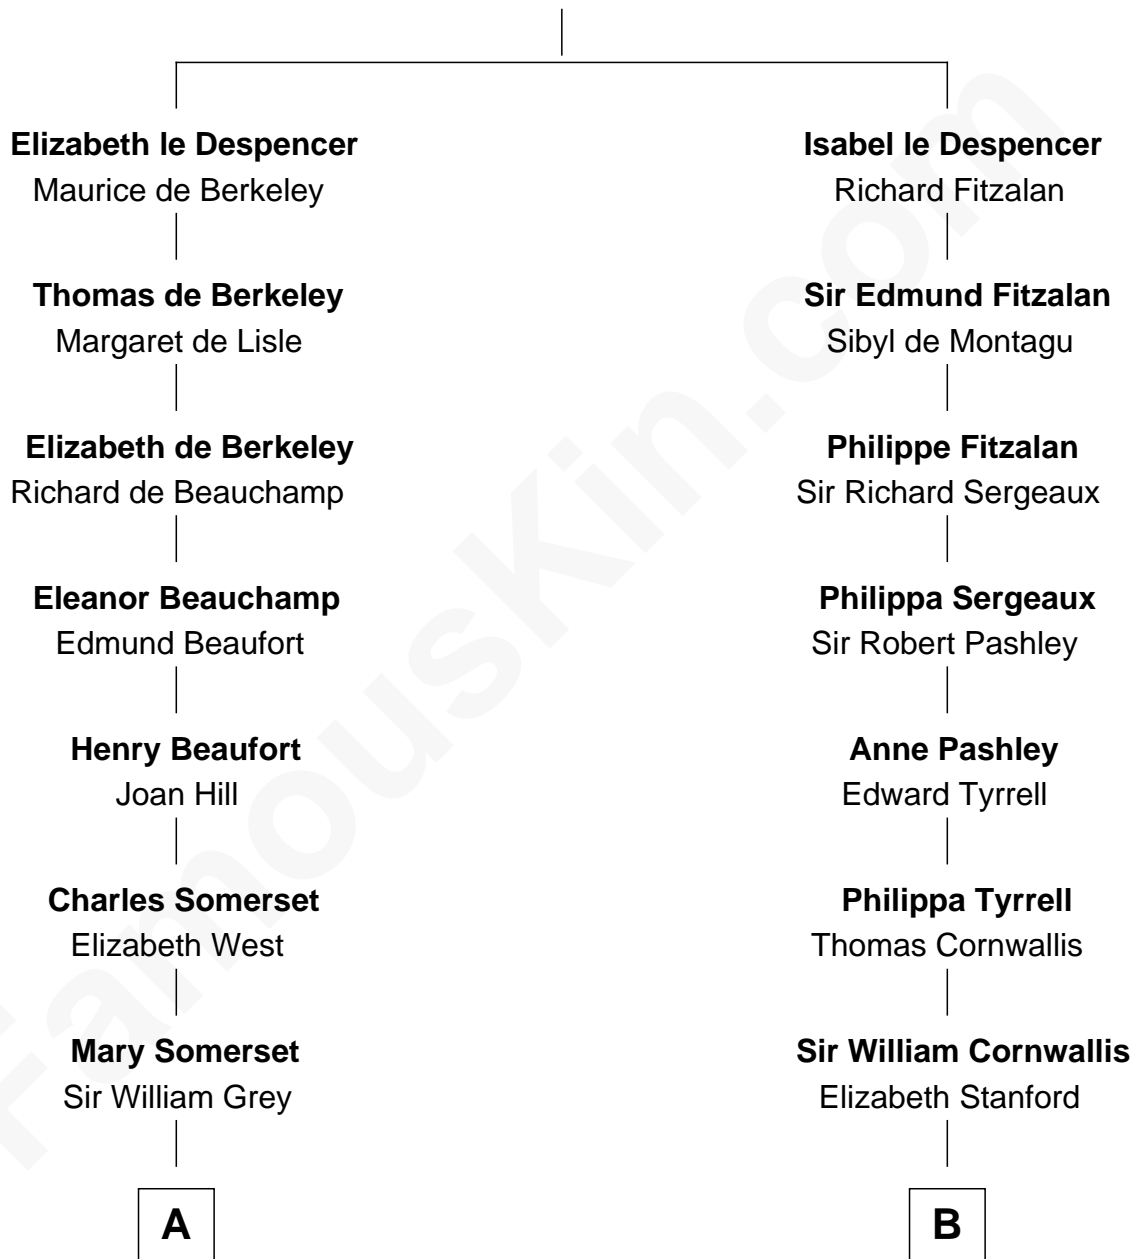 Elizabeth le Despencer
Maurice de Berkeley
Thomas de Berkeley
Margaret de Lisle
Elizabeth de Berkeley
Richard de Beauchamp
Eleanor Beauchamp
Edmund Beaufort
Henry Beaufort
Joan Hill
Charles Somerset
Elizabeth West
Mary Somerset
Sir William Grey
A
Isabel le Despencer
Richard Fitzalan
Sir Edmund Fitzalan
Sibyl de Montagu
Philippe Fitzalan
Sir Richard Sergeaux
Philippa Sergeaux
Sir Robert Pashley
Anne Pashley
Edward Tyrrell
Philippa Tyrrell
Thomas Cornwallis
Sir William Cornwallis
Elizabeth Stanford
B
FamousKin.com